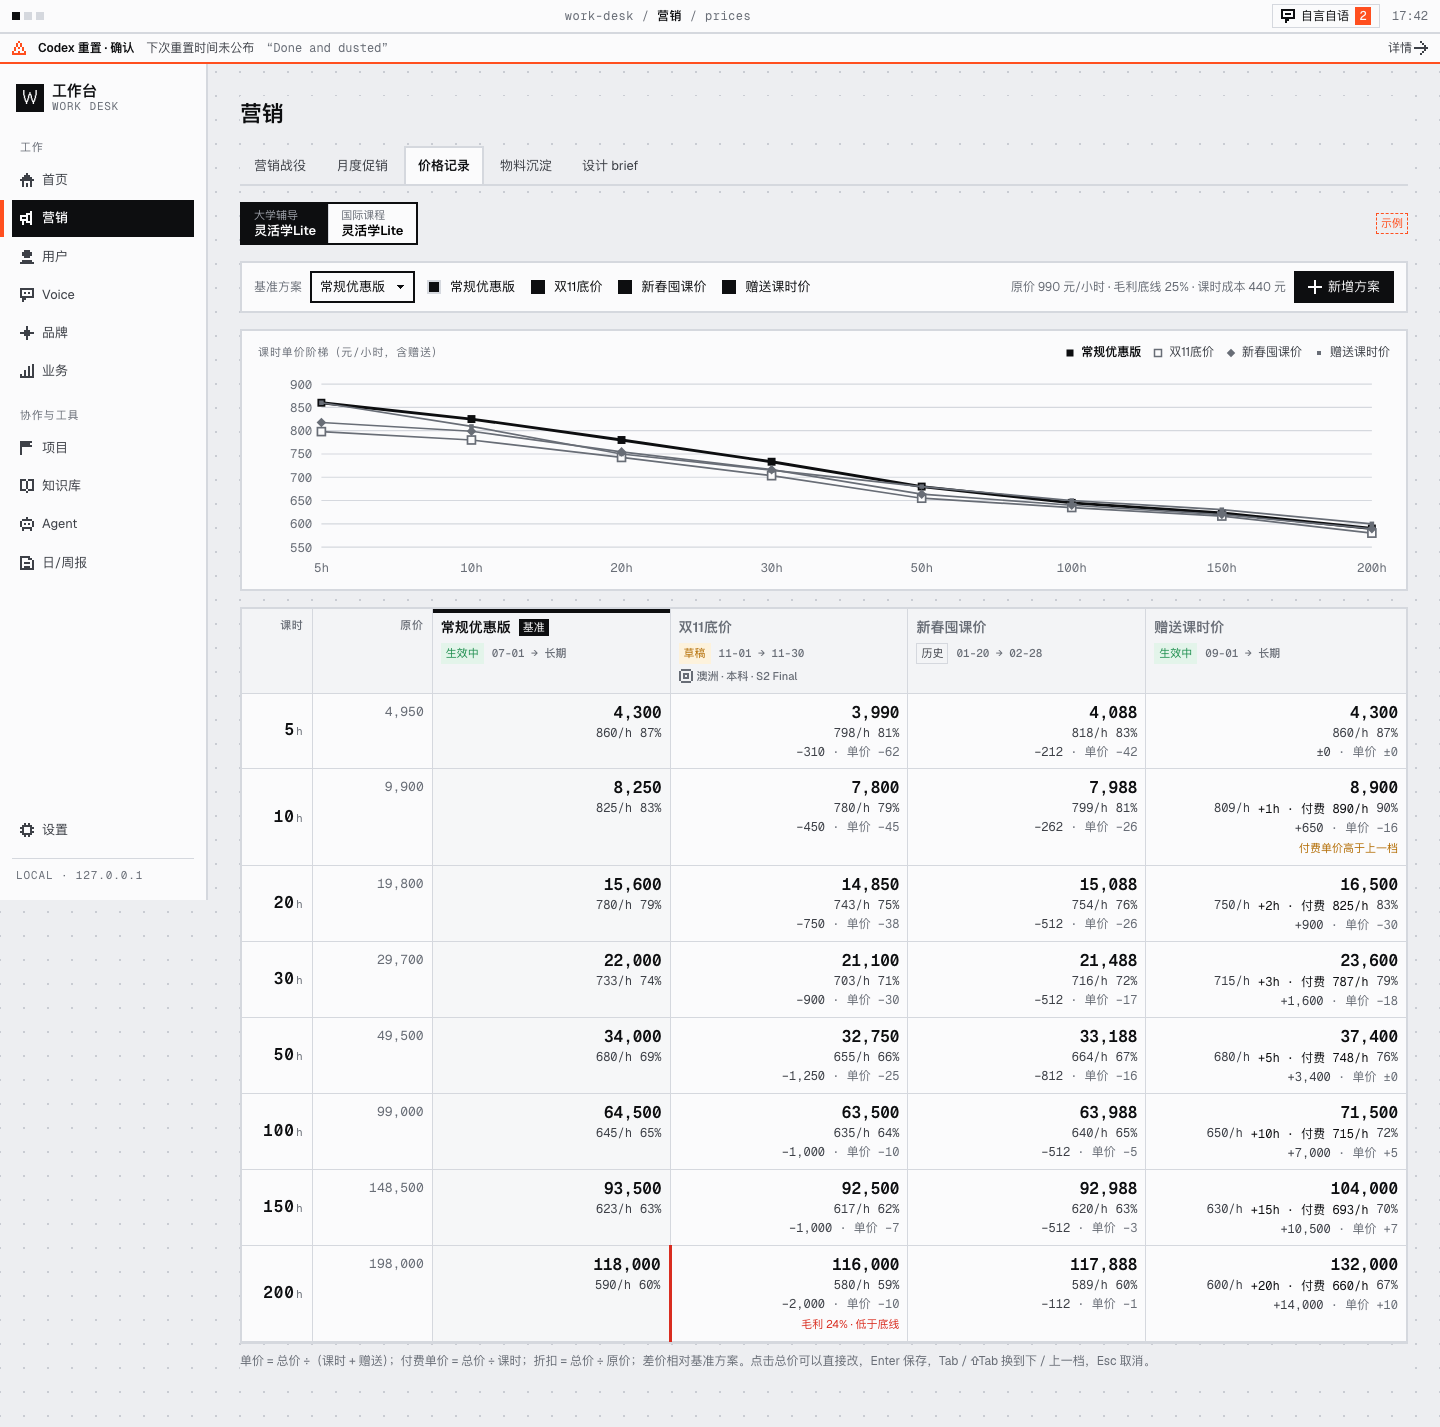 work-desk / 营销 / prices
自言自语 2 17:42
Codex 重置 · 确认 下次重置时间未公布 “Done and dusted” 详情
W 工作台
WORK DESK
工作
首页
营销
用户
Voice
品牌
业务
协作与工具
项目
知识库
Agent
日/周报
设置
LOCAL · 127.0.0.1
营销
营销战役 月度促销 价格记录 物料沉淀 设计 brief
大学辅导 国际课程
灵活学Lite 灵活学Lite
示例
基准方案 常规优惠版 常规优惠版 双11底价 新春囤课价 赠送课时价 原价 990 元/小时 · 毛利底线 25% · 课时成本 440 元 新增方案
课时单价阶梯（元/小时，含赠送） 常规优惠版 双11底价 新春囤课价 赠送课时价
900
850
800
750
700
650
600
550
5h 10h 20h 30h 50h 100h 150h 200h
课时 原价 常规优惠版 基准 双11底价 新春囤课价 赠送课时价
生效中 07-01 → 长期 草稿 11-01 → 11-30 历史 01-20 → 02-28 生效中 09-01 → 长期
澳洲 · 本科 · S2 Final
5h 4,950 4,300 3,990 4,088 4,300
860/h 87% 798/h 81% 818/h 83% 860/h 87%
−310 · 单价 −62 −212 · 单价 −42 ±0 · 单价 ±0
10h 9,900 8,250 7,800 7,988 8,900
825/h 83% 780/h 79% 799/h 81% 809/h +1h · 付费 890/h 90%
−450 · 单价 −45 −262 · 单价 −26 +650 · 单价 −16
付费单价高于上一档
20h 19,800 15,600 14,850 15,088 16,500
780/h 79% 743/h 75% 754/h 76% 750/h +2h · 付费 825/h 83%
−750 · 单价 −38 −512 · 单价 −26 +900 · 单价 −30
30h 29,700 22,000 21,100 21,488 23,600
733/h 74% 703/h 71% 716/h 72% 715/h +3h · 付费 787/h 79%
−900 · 单价 −30 −512 · 单价 −17 +1,600 · 单价 −18
50h 49,500 34,000 32,750 33,188 37,400
680/h 69% 655/h 66% 664/h 67% 680/h +5h · 付费 748/h 76%
−1,250 · 单价 −25 −812 · 单价 −16 +3,400 · 单价 ±0
100h 99,000 64,500 63,500 63,988 71,500
645/h 65% 635/h 64% 640/h 65% 650/h +10h · 付费 715/h 72%
−1,000 · 单价 −10 −512 · 单价 −5 +7,000 · 单价 +5
150h 148,500 93,500 92,500 92,988 104,000
623/h 63% 617/h 62% 620/h 63% 630/h +15h · 付费 693/h 70%
−1,000 · 单价 −7 −512 · 单价 −3 +10,500 · 单价 +7
200h 198,000 118,000 116,000 117,888 132,000
590/h 60% 580/h 59% 589/h 60% 600/h +20h · 付费 660/h 67%
−2,000 · 单价 −10 −112 · 单价 −1 +14,000 · 单价 +10
毛利 24% · 低于底线
单价 = 总价 ÷（课时 + 赠送）；付费单价 = 总价 ÷ 课时；折扣 = 总价 ÷ 原价；差价相对基准方案。点击总价可以直接改，Enter 保存，Tab / ⇧Tab 换到下 / 上一档，Esc 取消。